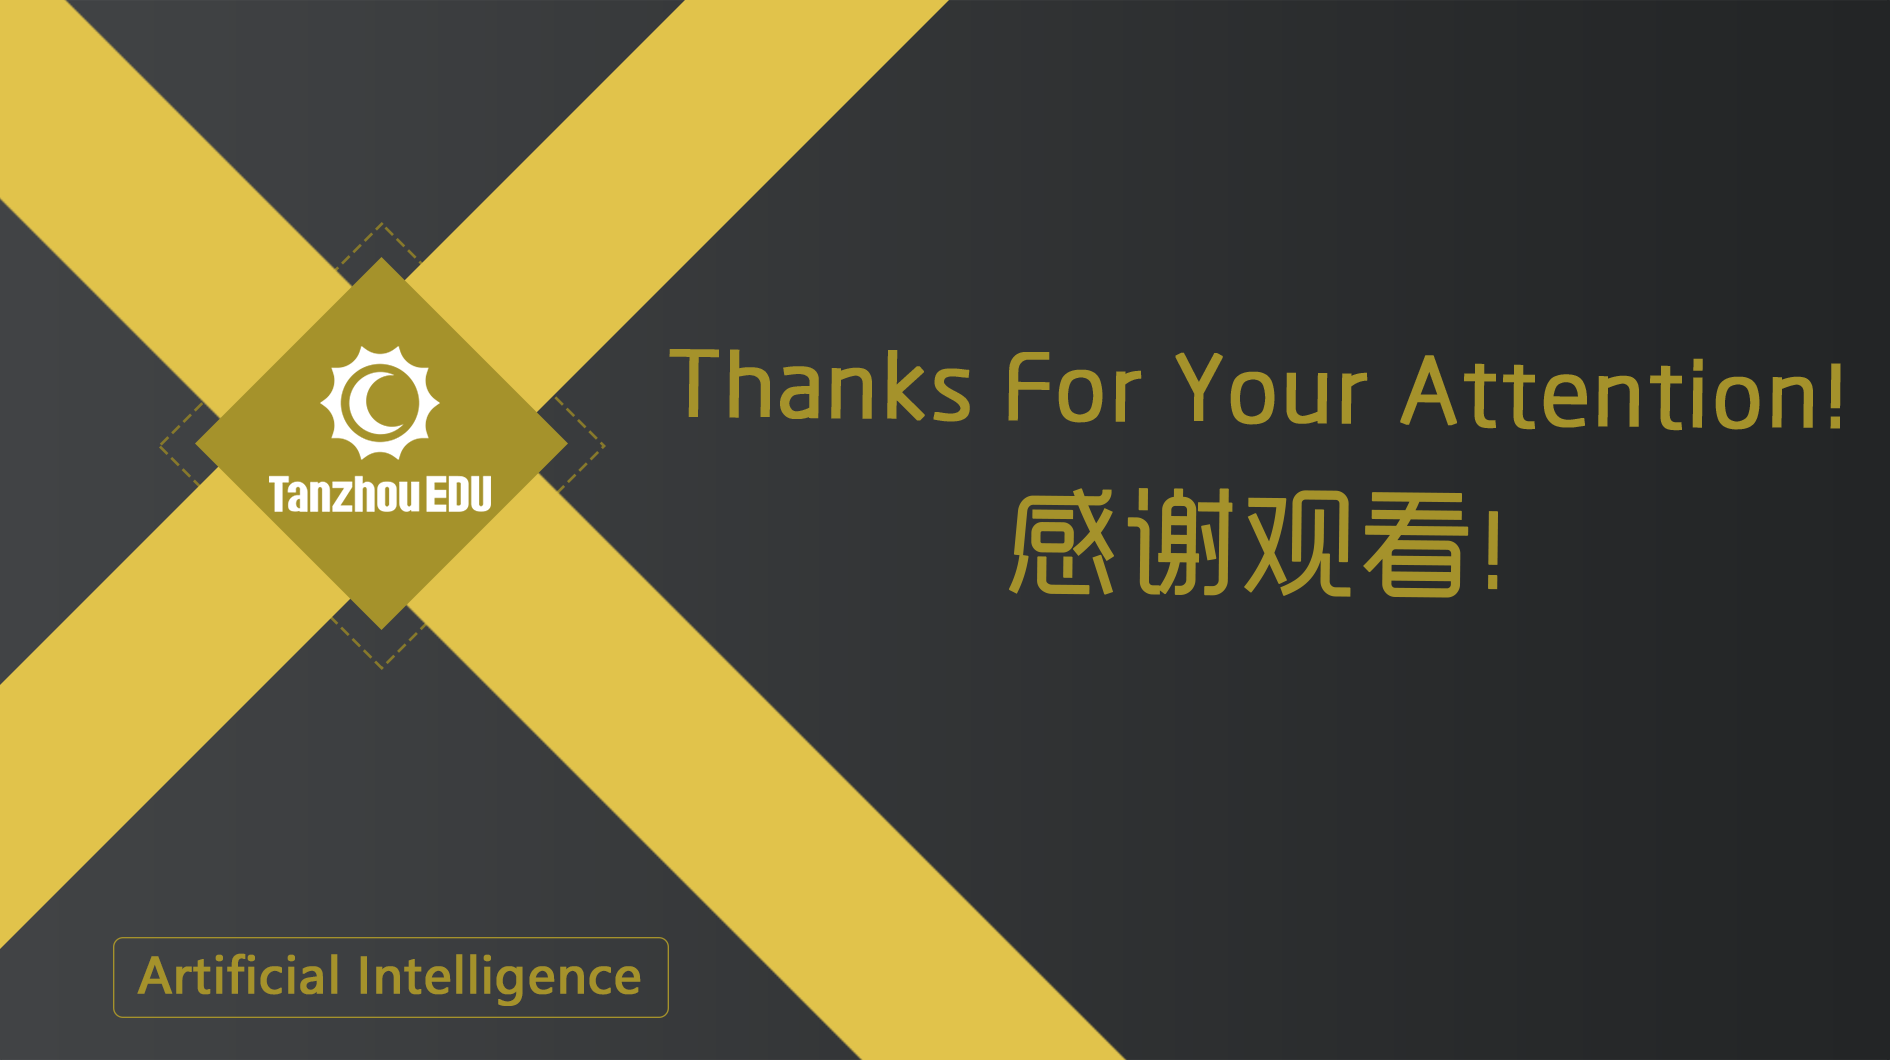 Thanks For Your Attention!
感谢观看!
Tanzhou EDU
Artificial Intelligence